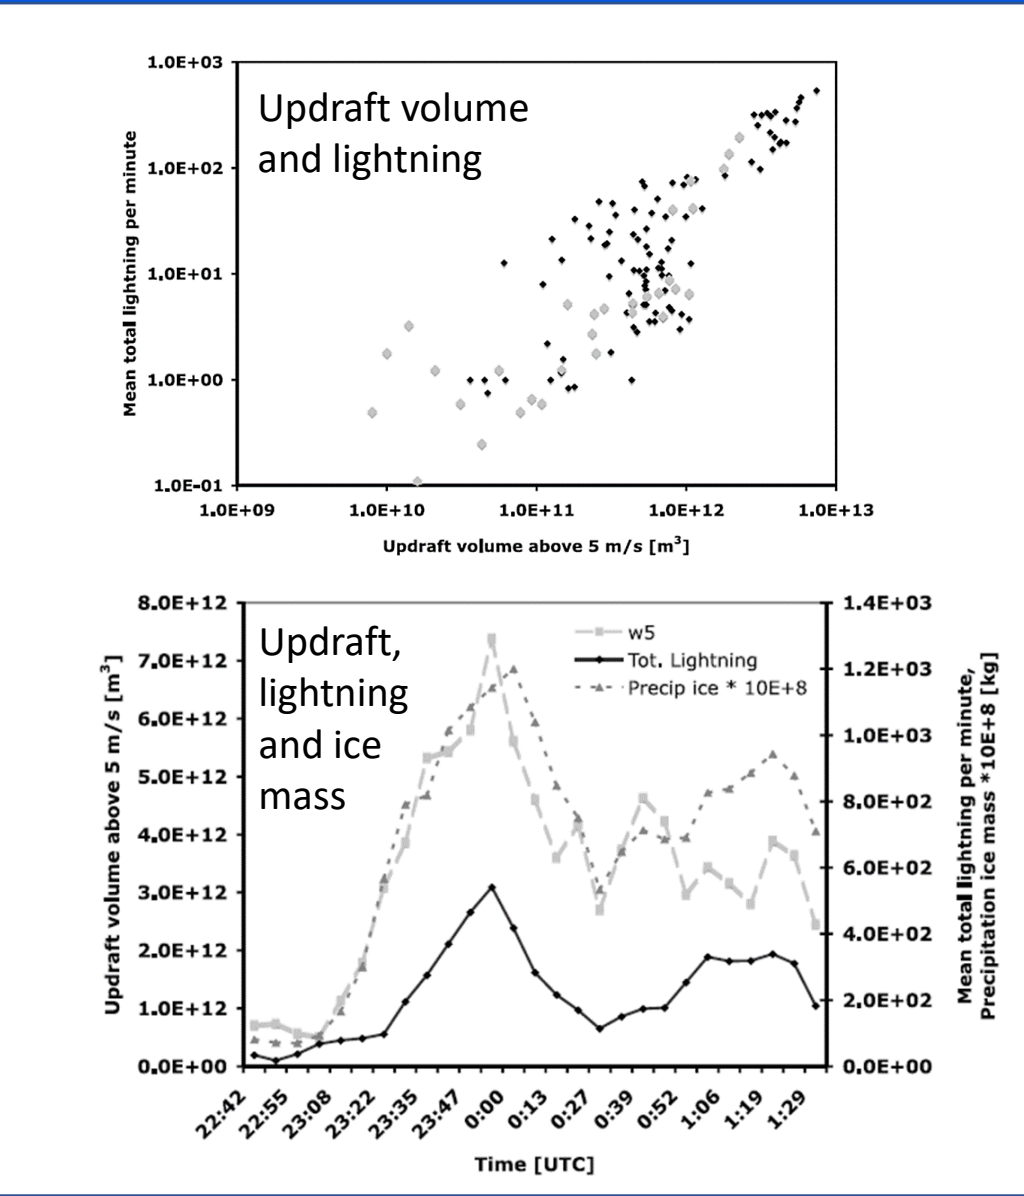 Updraft volume
and lightning
Mean total lightning per minute
1.0E+03
1.0E+02
1.0E+01
1.0E+00
1.0E-01
1.0E+09
1.0E+10
1.0E+11
1.0E+12
1.0E+13
Updraft volume above 5 m/s [m³]
Updraft,
lightning
and ice
mass
w5
Tot. Lightning
Precip ice * 10E+8
Updraft volume above 5 m/s [m³]
8.0E+12
7.0E+12
6.0E+12
5.0E+12
4.0E+12
3.0E+12
2.0E+12
1.0E+12
0.0E+00
1.4E+03
1.2E+03
1.0E+03
8.0E+02
6.0E+02
4.0E+02
2.0E+02
0.0E+00
Mean total lightning per minute,
Precipitation ice mass *10E+8 [kg]
22:42
22:55
23:08
23:22
23:35
23:47
0:00
0:13
0:27
0:39
0:52
1:06
1:19
1:29
Time [UTC]